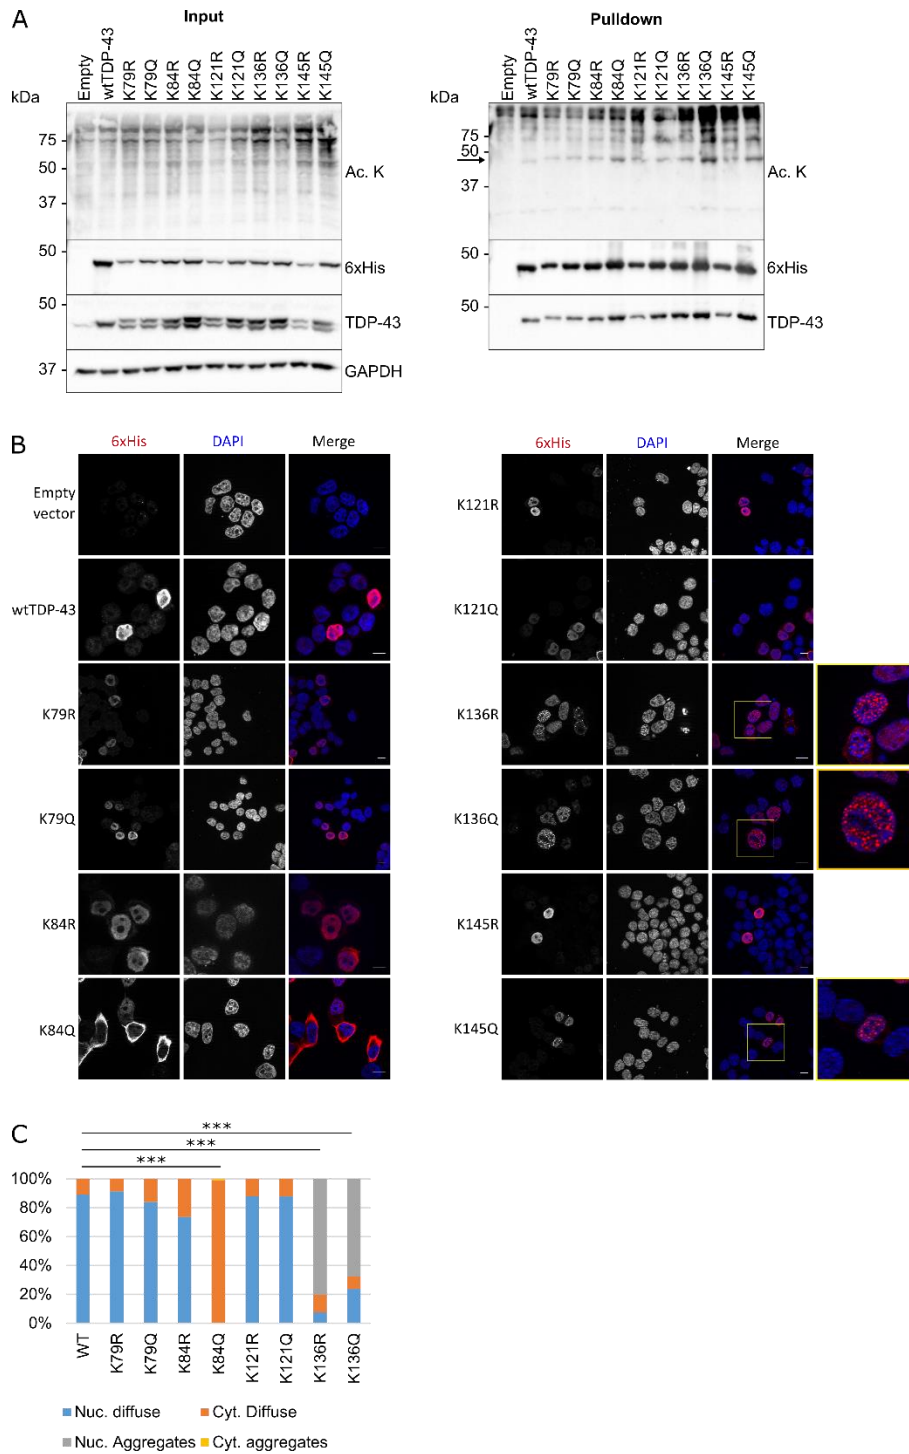 A
Input
Empty
wtTDP-43
K79R
K79Q
K84R
K84Q
K121R
K121Q
K136R
K136Q
K145R
K145Q
kDa
75
50
37
Ac. K
50
6xHis
50
TDP-43
37
GAPDH
Pulldown
Empty
wtTDP-43
K79R
K79Q
K84R
K84Q
K121R
K121Q
K136R
K136Q
K145R
K145Q
kDa
75
50
37
Ac. K
50
6xHis
50
TDP-43
B
6xHis DAPI Merge
Empty
vector
wtTDP-43
K79R
K79Q
K84R
K84Q
6xHis DAPI Merge
K121R
K121Q
K136R
K136Q
K145R
K145Q
C
***
***
***
100%
80%
60%
40%
20%
0%
WT
K79R
K79Q
K84R
K84Q
K121R
K121Q
K136R
K136Q
Nuc. diffuse Cyt. Diffuse
Nuc. Aggregates Cyt. aggregates